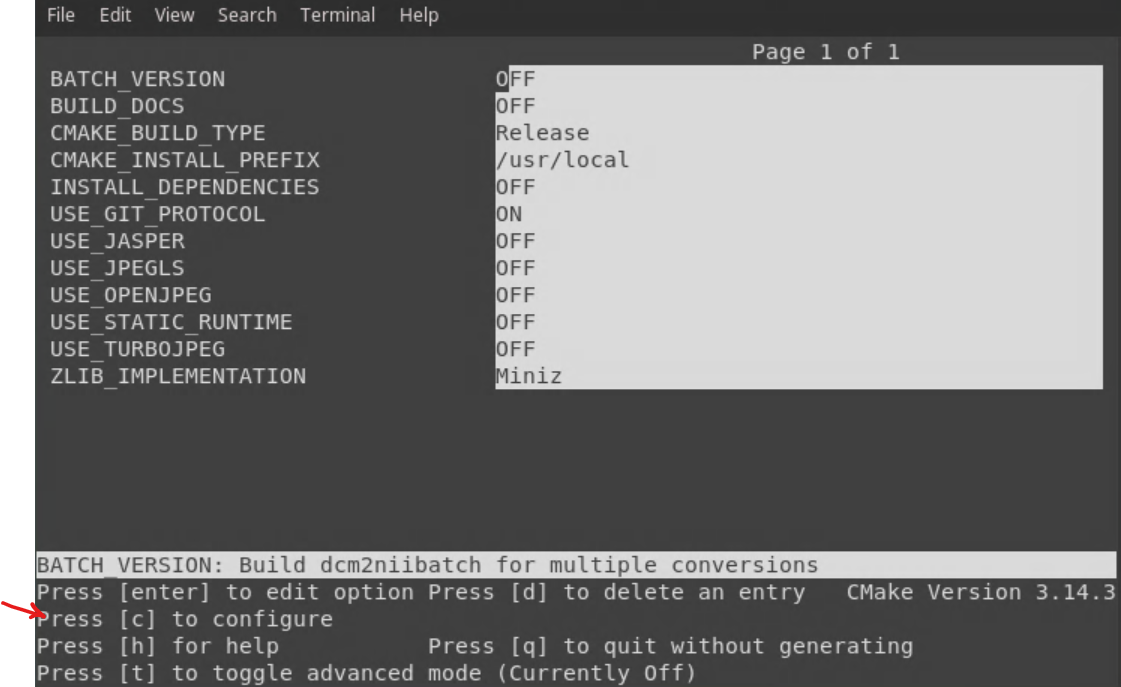 File Edit View Search Terminal Help
Page 1 of 1
BATCH_VERSION OFF
BUILD_DOCS OFF
CMAKE_BUILD_TYPE Release
CMAKE_INSTALL_PREFIX /usr/local
INSTALL_DEPENDENCIES OFF
USE_GIT_PROTOCOL ON
USE_JASPER OFF
USE_JPEGLS OFF
USE_OPENJPEG OFF
USE_STATIC_RUNTIME OFF
USE_TURBOJPEG OFF
ZLIB_IMPLEMENTATION Miniz
BATCH_VERSION: Build dcm2niibatch for multiple conversions
Press [enter] to edit option Press [d] to delete an entry CMake Version 3.14.3
Press [c] to configure
Press [h] for help Press [q] to quit without generating
Press [t] to toggle advanced mode (Currently Off)